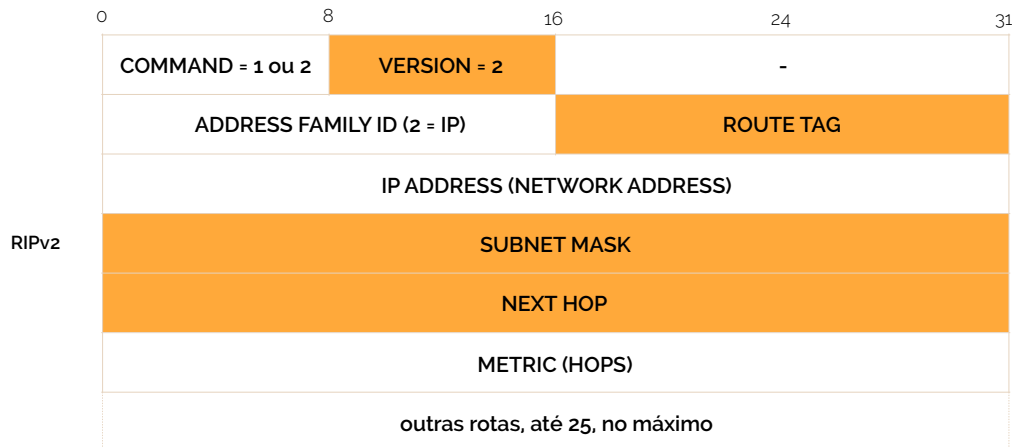 0 8 16 24 31
COMMAND = 1 ou 2 VERSION = 2 -
ADDRESS FAMILY ID (2 = IP) ROUTE TAG
IP ADDRESS (NETWORK ADDRESS)
RIPv2 SUBNET MASK
NEXT HOP
METRIC (HOPS)
outras rotas, até 25, no máximo